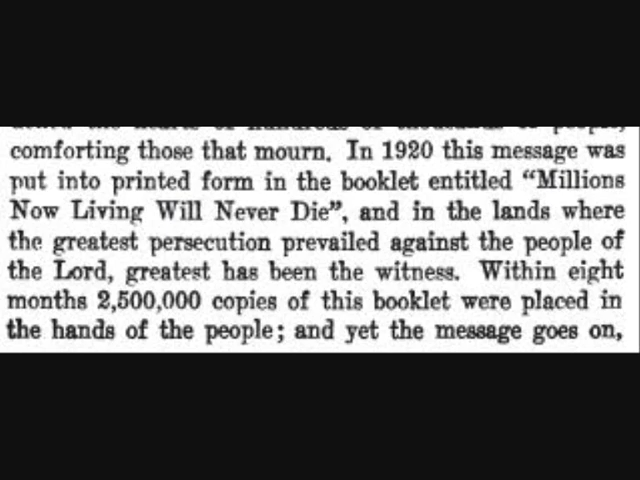 comforting those that mourn. In 1920 this message was
put into printed form in the booklet entitled “Millions
Now Living Will Never Die”, and in the lands where
the greatest persecution prevailed against the people of
the Lord, greatest has been the witness. Within eight
months 2,500,000 copies of this booklet were placed in
the hands of the people; and yet the message goes on,